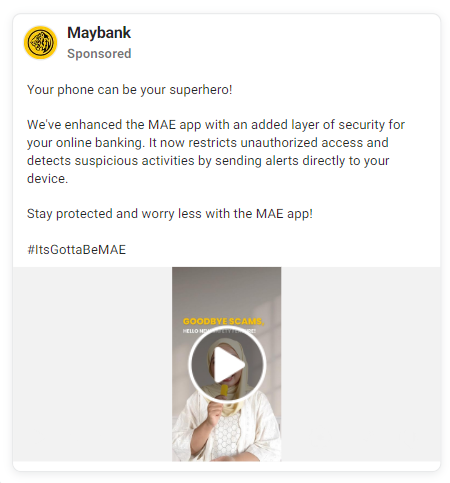 Maybank
Sponsored
Your phone can be your superhero!
We've enhanced the MAE app with an added layer of security for
your online banking. It now restricts unauthorized access and
detects suspicious activities by sending alerts directly to your
device.
Stay protected and worry less with the MAE app!
#ItsGottaBeMAE
GOODBYE SCAMS,
HELLO